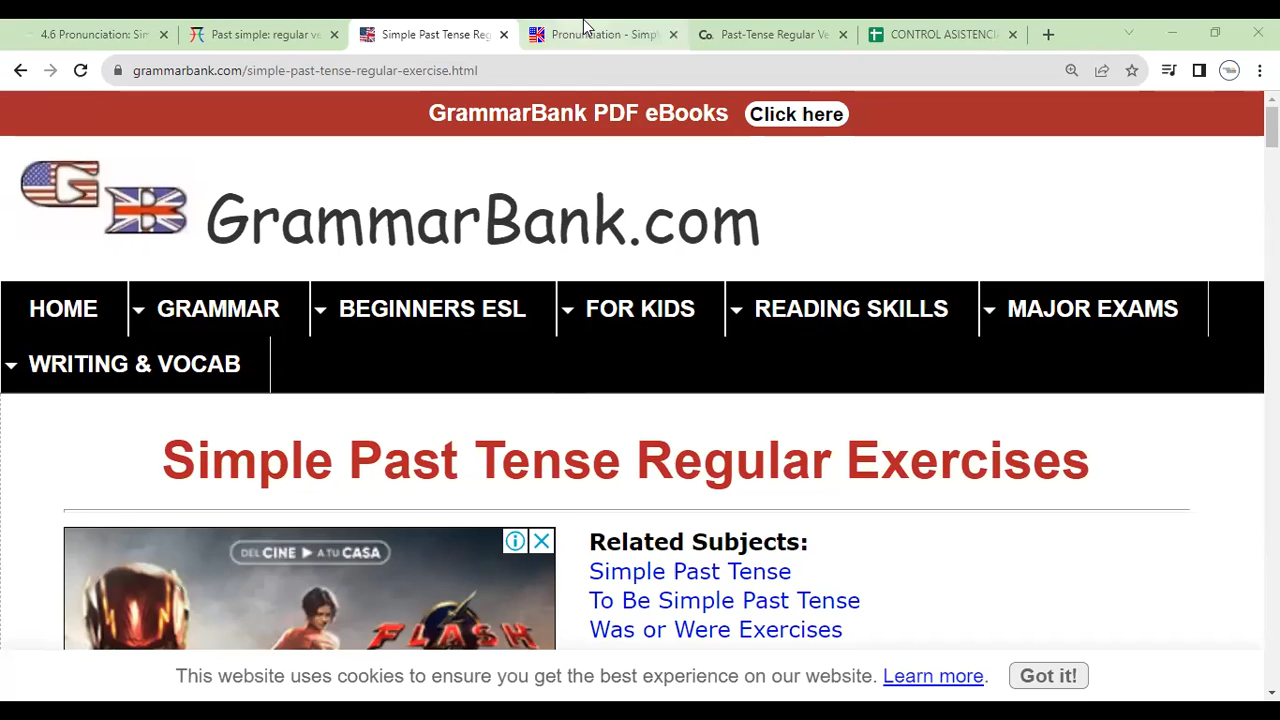 4.6 Pronunciation: Sim
Past simple: regular ve
Simple Past Tense Reg
Pronunciation - Simpl
Co. Past-Tense Regular Ve
CONTROL ASISTENCI
grammarbank.com/simple-past-tense-regular-exercise.html
GrammarBank PDF eBooks Click here
GB GrammarBank.com
HOME GRAMMAR BEGINNERS ESL FOR KIDS READING SKILLS MAJOR EXAMS
WRITING & VOCAB
Simple Past Tense Regular Exercises
DEL CINE A TU CASA
FLASH
Related Subjects:
Simple Past Tense
To Be Simple Past Tense
Was or Were Exercises
This website uses cookies to ensure you get the best experience on our website. Learn more. Got it!